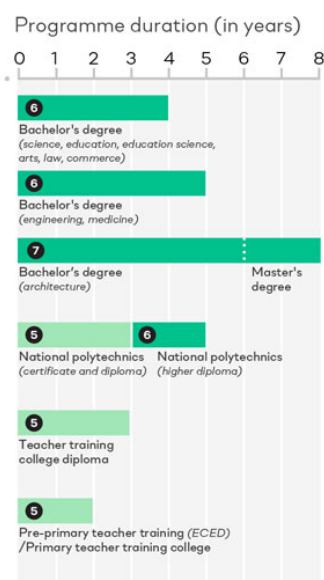 Programme duration (in years)
0 1 2 3 4 5 6 7 8
6
Bachelor's degree
(science, education, education science,
arts, law, commerce)
6
Bachelor's degree
(engineering, medicine)
7
Bachelor's degree Master's
(architecture) degree
5 6
National polytechnics National polytechnics
(certificate and diploma) (higher diploma)
5
Teacher training
college diploma
5
Pre-primary teacher training (ECED)
/Primary teacher training college